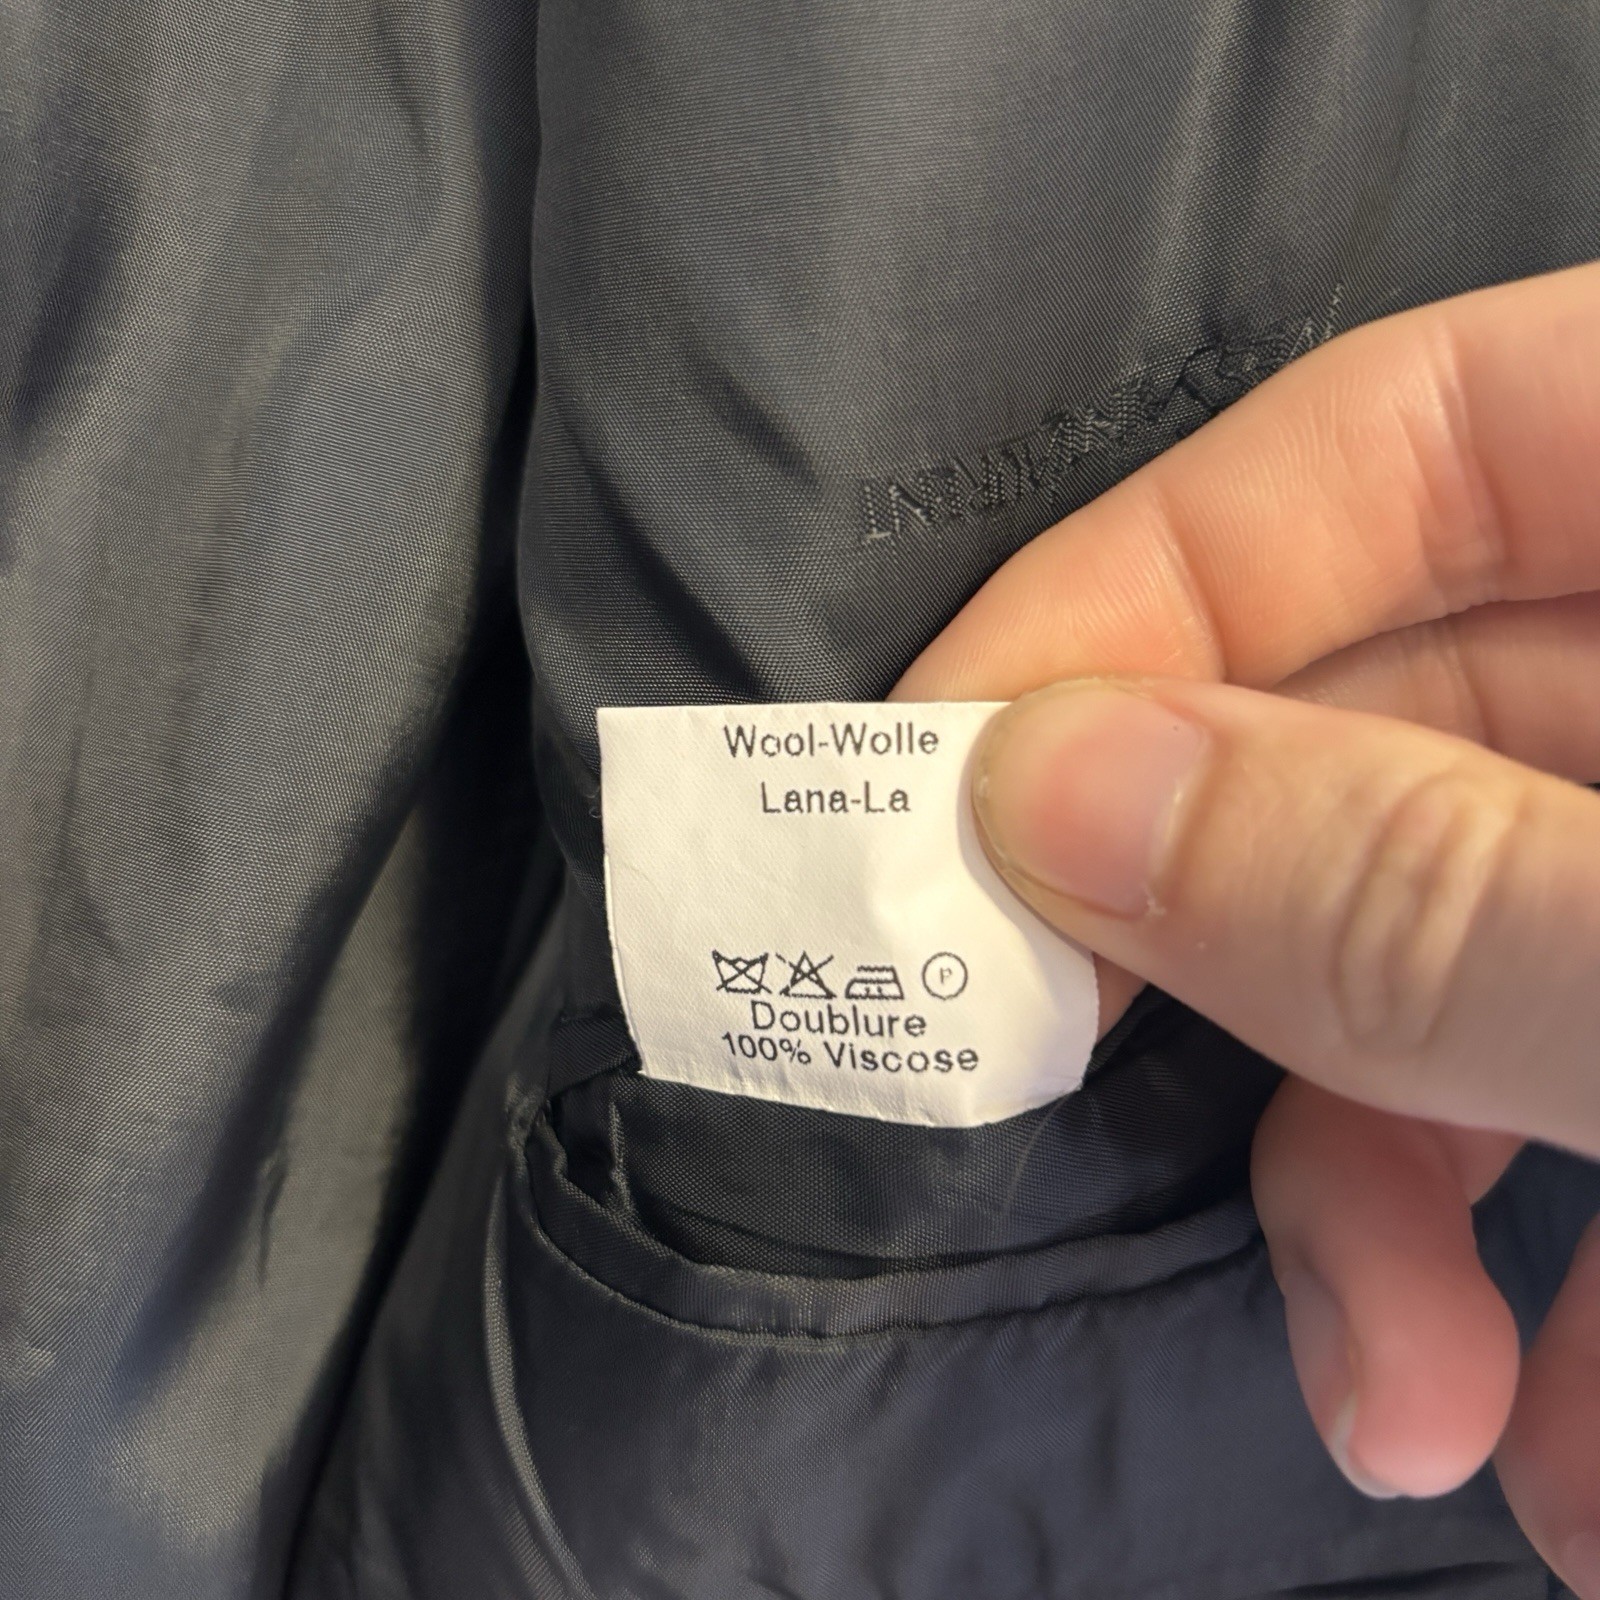 Wool-Wolle
Lana-La
P
Doublure
100% Viscose